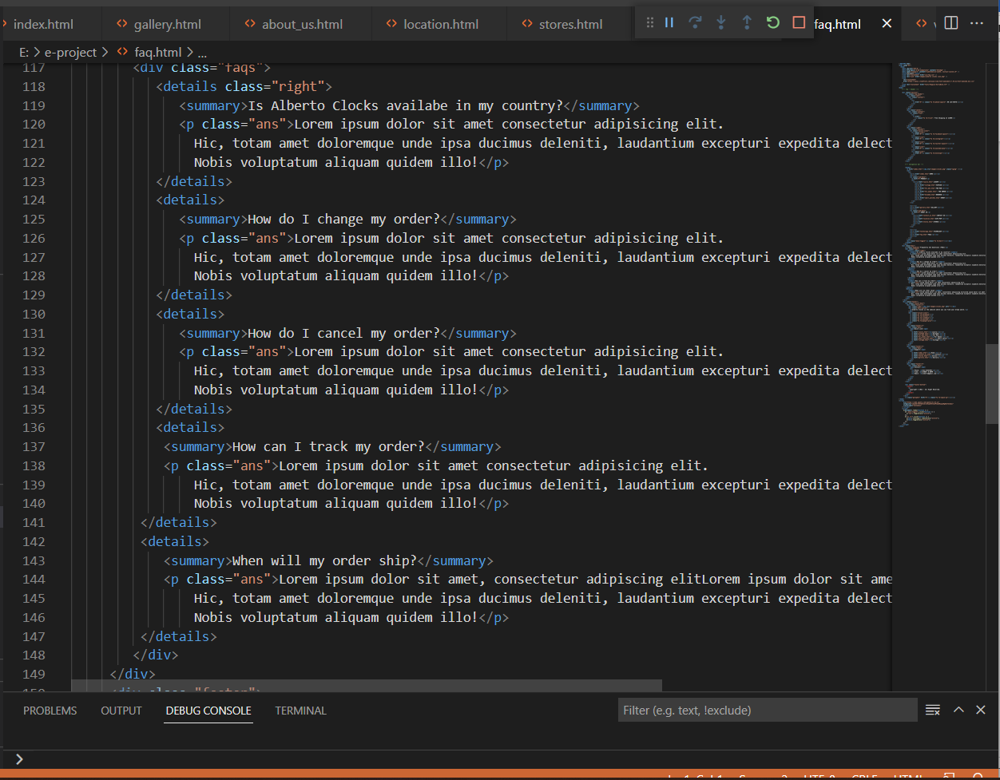 index.html
gallery.html
about_us.html
location.html
stores.html
faq.html
E: > e-project > faq.html > ...
117 <div class="faqs">
118 <details class="right">
119 <summary>Is Alberto Clocks availabe in my country?</summary>
120 <p class="ans">Lorem ipsum dolor sit amet consectetur adipisicing elit.
121 Hic, totam amet doloremque unde ipsa ducimus deleniti, laudantium excepturi expedita delect
122 Nobis voluptatum aliquam quidem illo!</p>
123 </details>
124 <details>
125 <summary>How do I change my order?</summary>
126 <p class="ans">Lorem ipsum dolor sit amet consectetur adipisicing elit.
127 Hic, totam amet doloremque unde ipsa ducimus deleniti, laudantium excepturi expedita delect
128 Nobis voluptatum aliquam quidem illo!</p>
129 </details>
130 <details>
131 <summary>How do I cancel my order?</summary>
132 <p class="ans">Lorem ipsum dolor sit amet consectetur adipisicing elit.
133 Hic, totam amet doloremque unde ipsa ducimus deleniti, laudantium excepturi expedita delect
134 Nobis voluptatum aliquam quidem illo!</p>
135 </details>
136 <details>
137 <summary>How can I track my order?</summary>
138 <p class="ans">Lorem ipsum dolor sit amet consectetur adipisicing elit.
139 Hic, totam amet doloremque unde ipsa ducimus deleniti, laudantium excepturi expedita delect
140 Nobis voluptatum aliquam quidem illo!</p>
141 </details>
142 <details>
143 <summary>When will my order ship?</summary>
144 <p class="ans">Lorem ipsum dolor sit amet, consectetur adipiscing elitLorem ipsum dolor sit ame
145 Hic, totam amet doloremque unde ipsa ducimus deleniti, laudantium excepturi expedita delect
146 Nobis voluptatum aliquam quidem illo!</p>
147 </details>
148 </div>
149 </div>
150 <div class="footer">
PROBLEMS
OUTPUT
DEBUG CONSOLE
TERMINAL
Filter (e.g. text, !exclude)